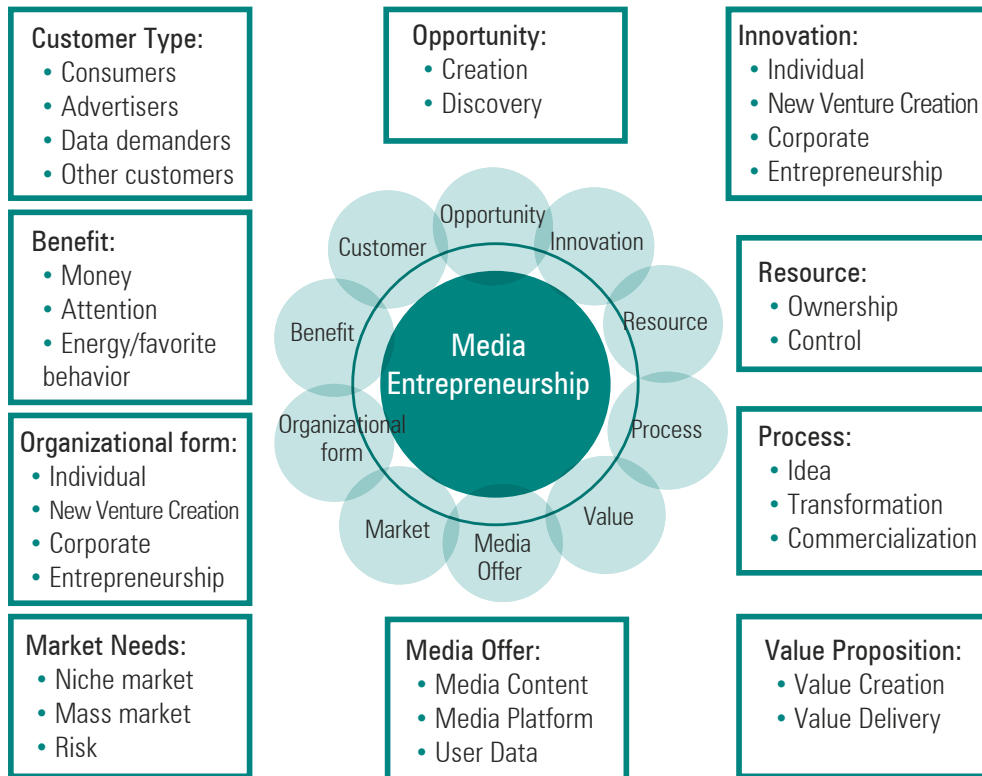 Customer Type:
• Consumers
• Advertisers
• Data demanders
• Other customers
Opportunity:
• Creation
• Discovery
Innovation:
• Individual
• New Venture Creation
• Corporate
• Entrepreneurship
Benefit:
• Money
• Attention
• Energy/favorite
behavior
Resource:
• Ownership
• Control
Organizational form:
• Individual
• New Venture Creation
• Corporate
• Entrepreneurship
Process:
• Idea
• Transformation
• Commercialization
Market Needs:
• Niche market
• Mass market
• Risk
Media Offer:
• Media Content
• Media Platform
• User Data
Value Proposition:
• Value Creation
• Value Delivery
Media
Entrepreneurship
Opportunity
Innovation
Resource
Process
Value
Media
Offer
Market
Organizational
form
Benefit
Customer